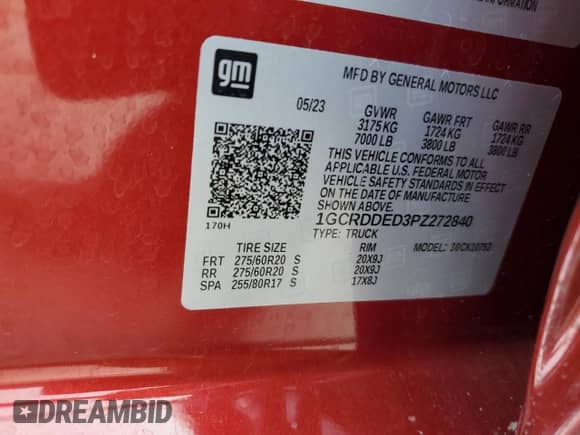 INFORMATION
gm
MFD BY GENERAL MOTORS LLC
05/23 GVWR GAWR FRT GAWR RR
3175 KG 1724 KG 1724 KG
7000 LB 3800 LB 3800 LB
THIS VEHICLE CONFORMS TO ALL
APPLICABLE U.S. FEDERAL MOTOR
VEHICLE SAFETY STANDARDS IN EFFECT
ON THE DATE OF MANUFACTURE
SHOWN ABOVE.
170H 1GCRDDED3PZ272840
TYPE: TRUCK
TIRE SIZE RIM MODEL:
FRT 275/60R20 S 20X9J
RR 275/60R20 S 20X9J
SPA 255/80R17 S 17X8J
DREAMBID